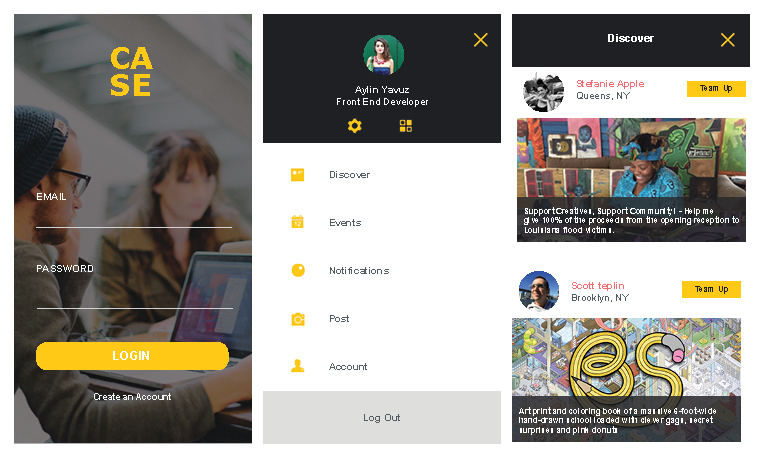 CA
SE
EMAIL
PASSWORD
LOGIN
Create an Account
Aylin Yavuz
Front End Developer
Discover
Events
Notifications
Post
Account
Log Out
Discover
Stefanie Apple
Queens, NY
Team Up
Support Creatives, Support Community! - Help me
give 100% of the proceeds from the opening reception to
Louisiana flood victims.
Scott teplin
Brooklyn, NY
Team Up
Art print and coloring book of a massive 6-foot-wide
hand-drawn school loaded with clever gags, secret
surprises and pink donuts